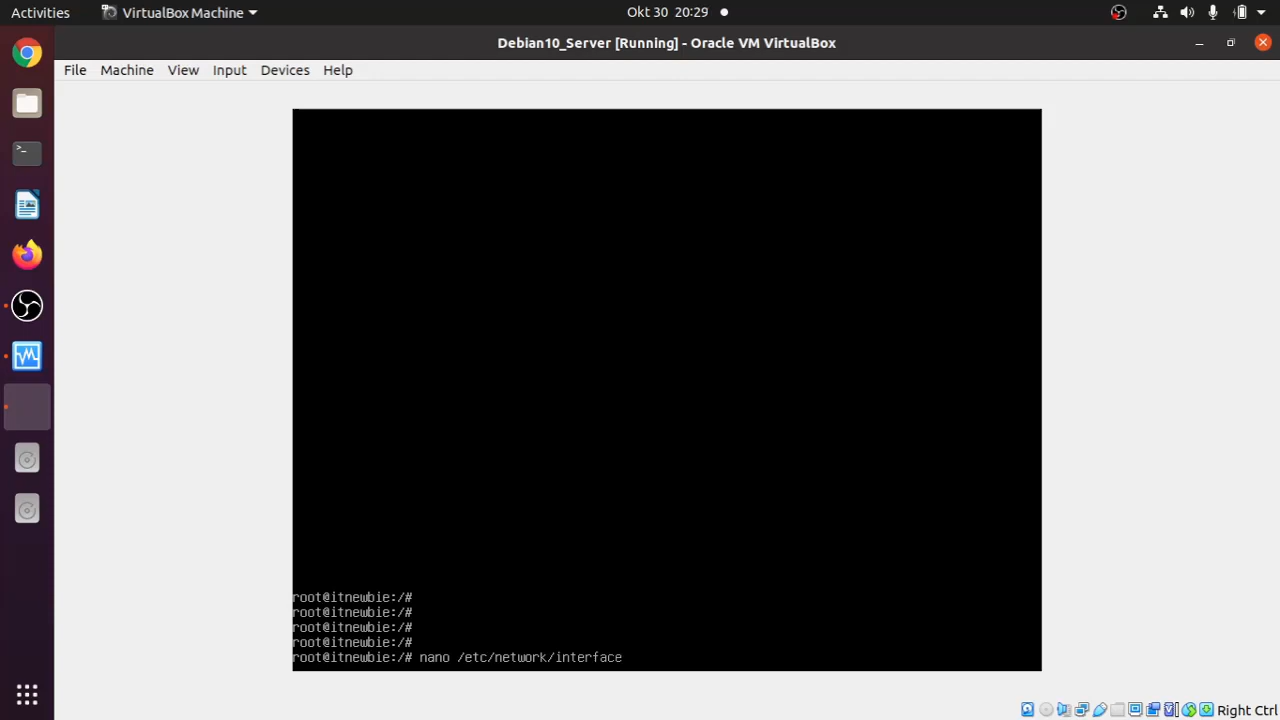 Activities
VirtualBox Machine
Okt 30 20:29
Debian10_Server [Running] - Oracle VM VirtualBox
File Machine View Input Devices Help
root@itnewbie:/#
root@itnewbie:/#
root@itnewbie:/#
root@itnewbie:/#
root@itnewbie:/# nano /etc/network/interface
Right Ctrl